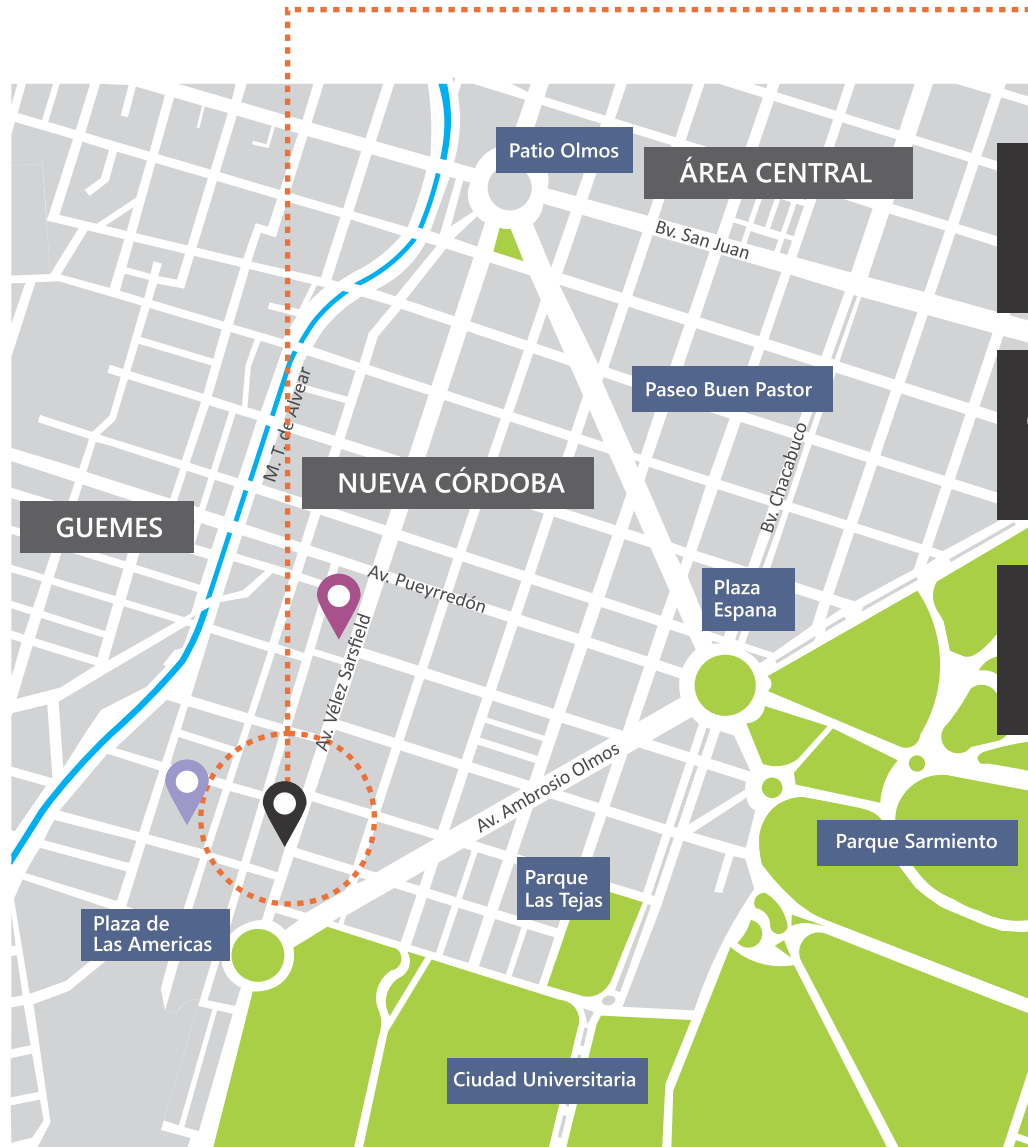 Patio Olmos
ÁREA CENTRAL
Bv. San Juan
Paseo Buen Pastor
M. T. de Alvear
Bv. Chacabuco
NUEVA CÓRDOBA
GUEMES
Av. Pueyrredón
Plaza
Espana
Av. Vélez Sarsfield
Av. Ambrosio Olmos
Parque Sarmiento
Parque
Las Tejas
Plaza de
Las Americas
Ciudad Universitaria